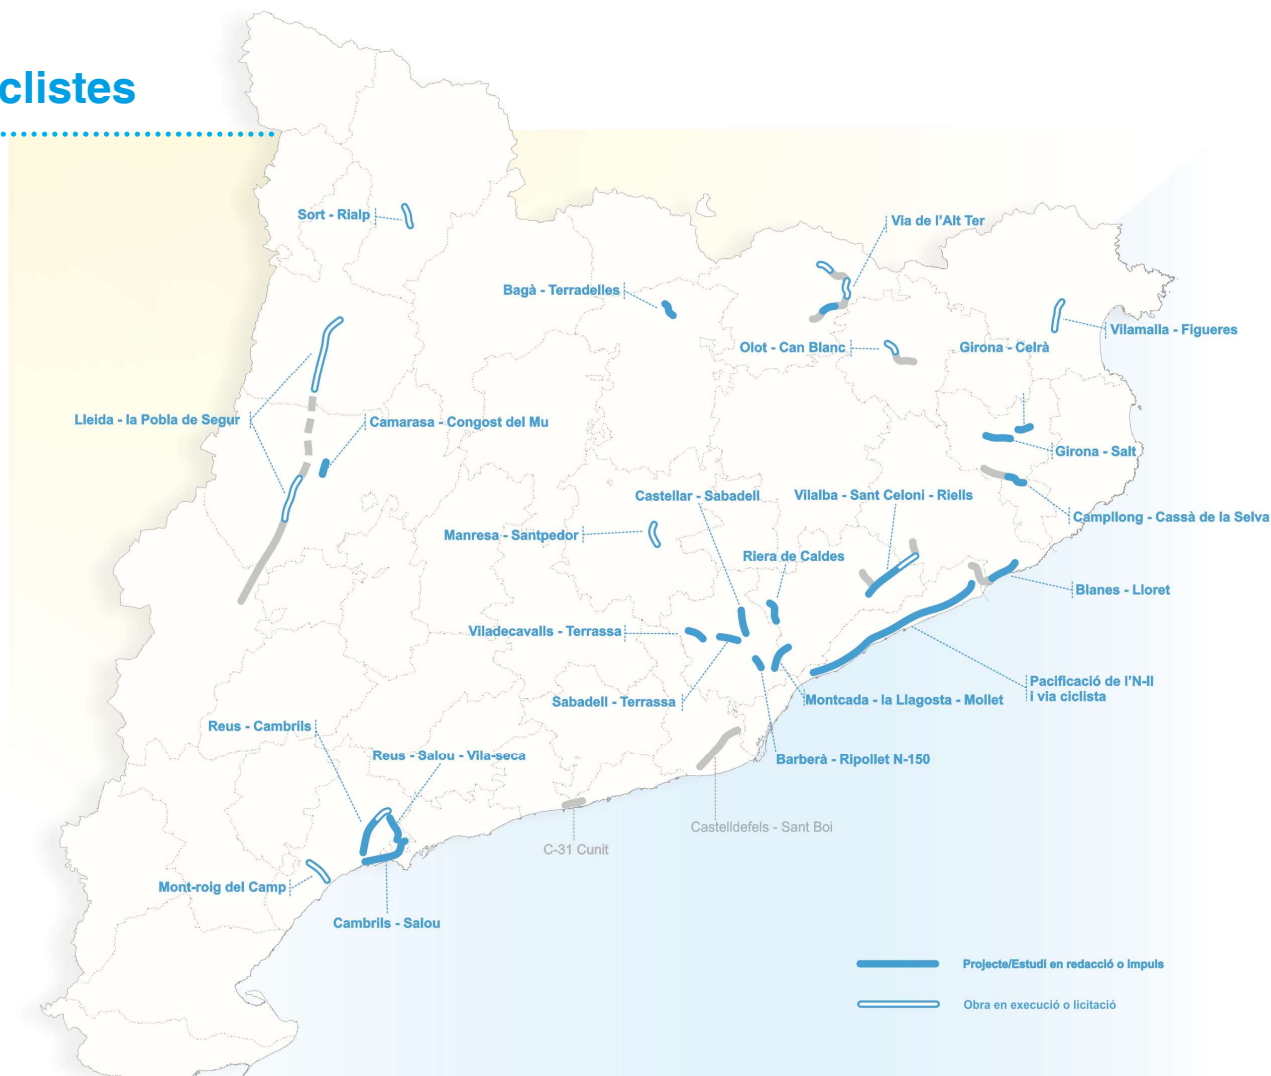 clistes
Sort - Rialp
Via de l'Alt Ter
Bagà - Terradelles
Vilamalla - Figueres
Olot - Can Blanc
Girona - Celrà
Lleida - la Pobla de Segur
Camarasa - Congost del Mu
Girona - Salt
Castellar - Sabadell
Vilalba - Sant Celoni - Riells
Campllong - Cassà de la Selva
Manresa - Santpedor
Riera de Caldes
Blanes - Lloret
Viladecavalls - Terrassa
Pacificació de l'N-II
i via ciclista
Sabadell - Terrassa
Montcada - la Llagosta - Mollet
Reus - Cambrils
Reus - Salou - Vila-seca
Barberà - Ripollet N-150
Castelldefels - Sant Boi
C-31 Cunit
Mont-roig del Camp
Cambrils - Salou
Projecte/Estudi en redacció o impuls
Obra en execució o licitació